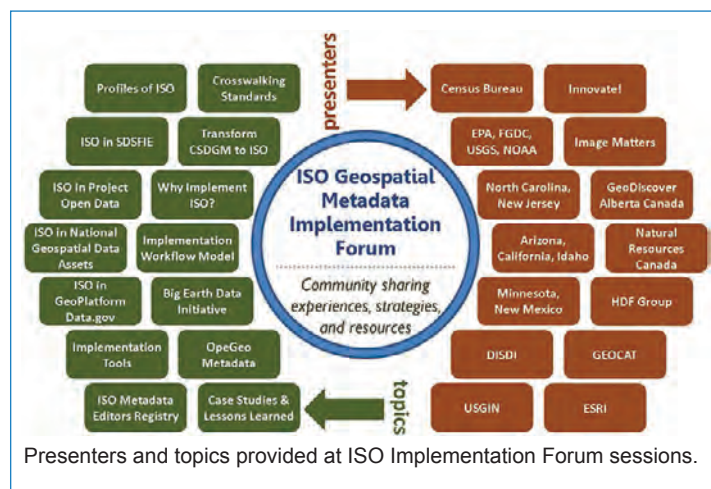 presenters
Profiles of ISO
Crosswalking
Standards
ISO in SDSFIE
Transform
CSDGM to ISO
ISO in Project
Open Data
Why Implement
ISO?
ISO in National
Geospatial Data
Assets
Implementation
Workflow Model
ISO in
GeoPlatform
Data.gov
Big Earth Data
Initiative
Implementation
Tools
OpeGeo
Metadata
ISO Metadata
Editors Registry
Case Studies &
Lessons Learned
ISO Geospatial
Metadata
Implementation
Forum
Community sharing
experiences, strategies,
and resources
topics
Census Bureau
Innovate!
EPA, FGDC,
USGS, NOAA
Image Matters
North Carolina,
New Jersey
GeoDiscover
Alberta Canada
Arizona,
California, Idaho
Natural
Resources
Canada
Minnesota,
New Mexico
HDF Group
DISDI
GEOCAT
USGIN
ESRI
Presenters and topics provided at ISO Implementation Forum sessions.